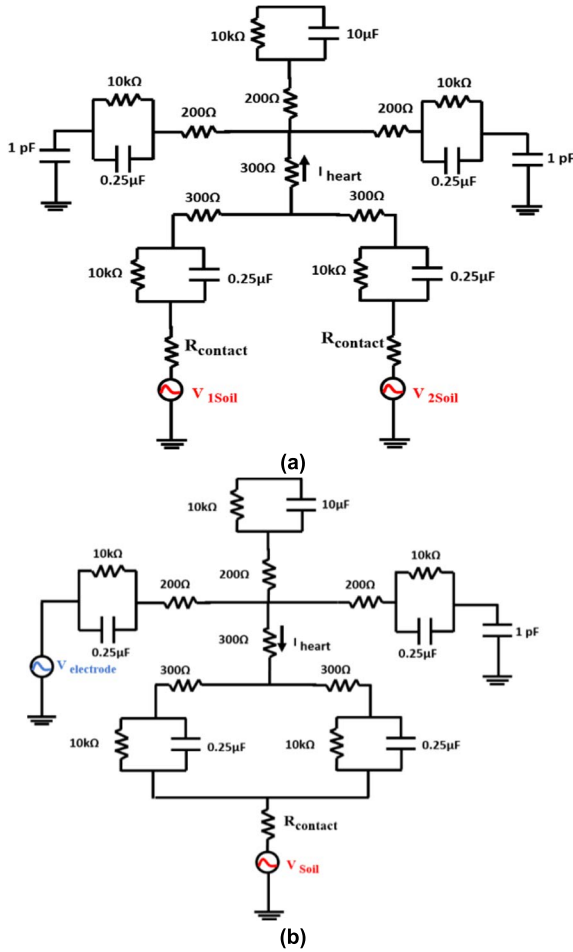 10kΩ 10μF
10kΩ 200Ω 200Ω 200Ω 10kΩ
1 pF 0.25μF 300Ω I heart 0.25μF 1 pF
300Ω 300Ω
10kΩ 0.25μF 10kΩ 0.25μF
Rcontact Rcontact
V 1Soil V 2Soil
(a)
10kΩ 10μF
10kΩ 200Ω 200Ω 200Ω 10kΩ
0.25μF 300Ω I heart 0.25μF 1 pF
V electrode
300Ω 300Ω
10kΩ 0.25μF 10kΩ 0.25μF
Rcontact
V Soil
(b)